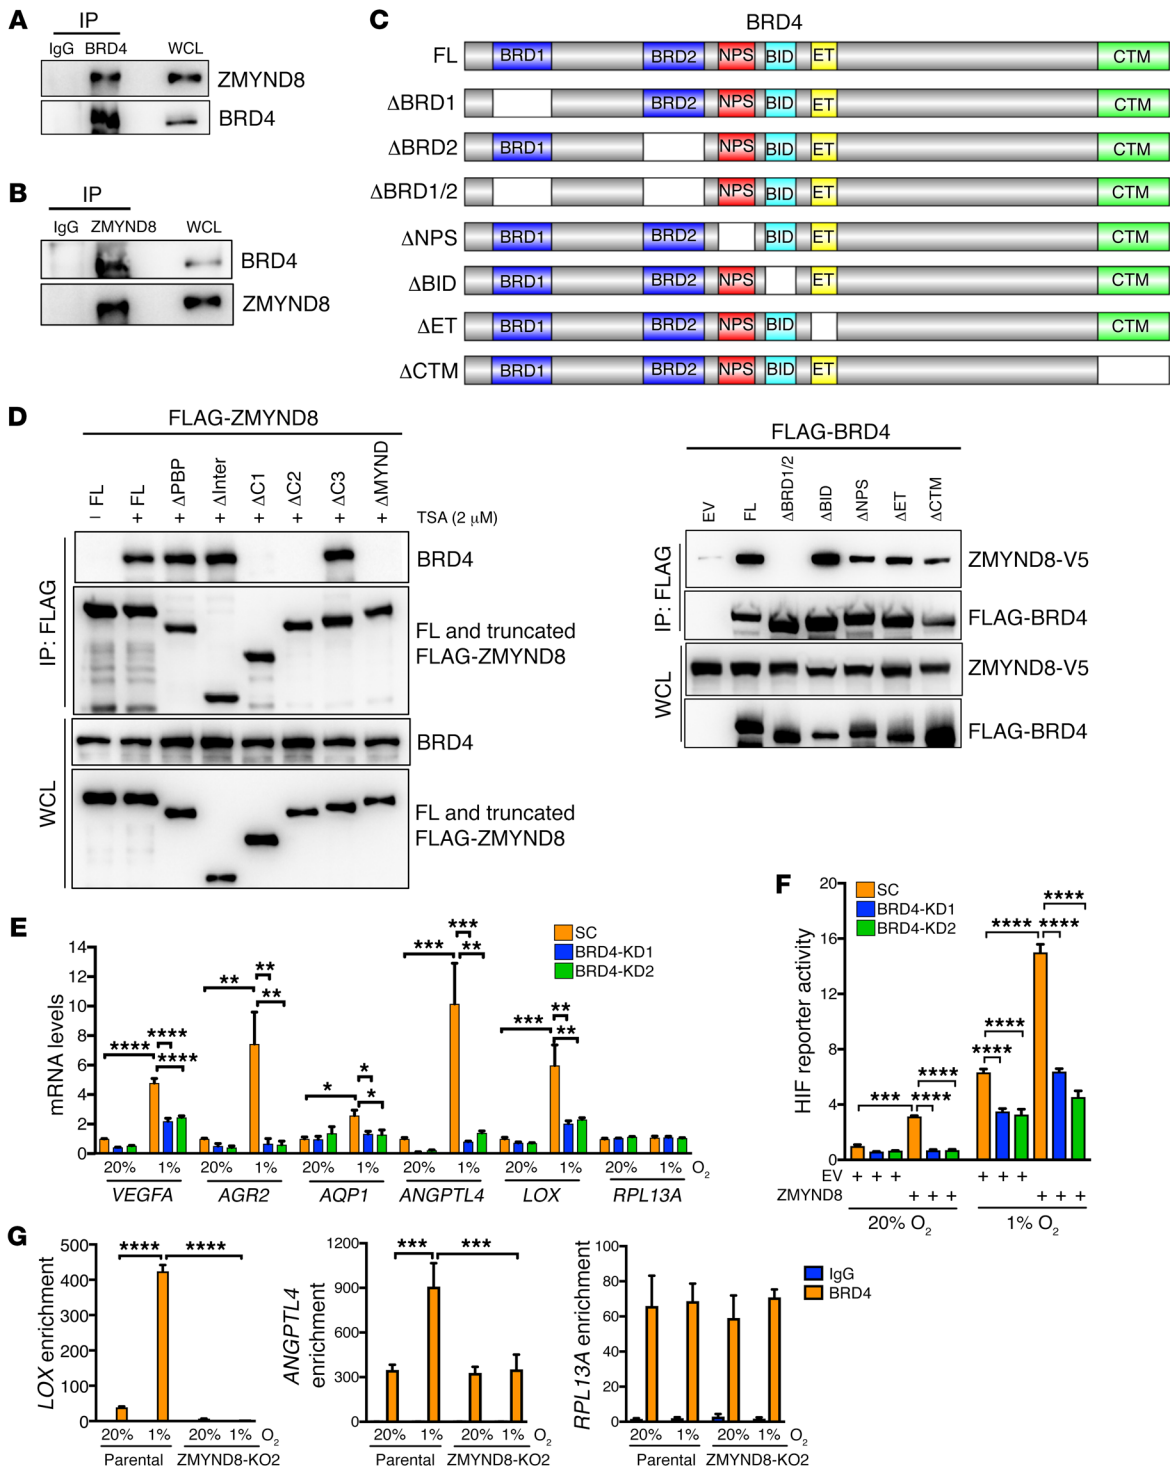 A
IP
IgG BRD4 WCL
ZMYND8
BRD4
B
IP
IgG ZMYND8 WCL
BRD4
ZMYND8
C
BRD4
FL BRD1 BRD2 NPS BID ET CTM
ΔBRD1 BRD2 NPS BID ET CTM
ΔBRD2 BRD1 NPS BID ET CTM
ΔBRD1/2 NPS BID ET CTM
ΔNPS BRD1 BRD2 BID ET CTM
ΔBID BRD1 BRD2 NPS ET CTM
ΔET BRD1 BRD2 NPS BID CTM
ΔCTM BRD1 BRD2 NPS BID ET
D
FLAG-ZMYND8
FL FL ΔPBP ΔInter ΔC1 ΔC2 ΔC3 ΔMYND
– + + + + + + + TSA (2 μM)
IP: FLAG
BRD4
FL and truncated
FLAG-ZMYND8
WCL
BRD4
FL and truncated
FLAG-ZMYND8
FLAG-BRD4
EV FL ΔBRD1/2 ΔBID ΔNPS ΔET ΔCTM
IP: FLAG
ZMYND8-V5
FLAG-BRD4
WCL
ZMYND8-V5
FLAG-BRD4
E
mRNA levels
14
12
10
8
6
4
2
0
SC
BRD4-KD1
BRD4-KD2
**** **** ****
** ** **
* * *
*** *** **
*** ** **
20% 1% 20% 1% 20% 1% 20% 1% 20% 1% 20% 1% O2
VEGFA AGR2 AQP1 ANGPTL4 LOX RPL13A
F
HIF reporter activity
20
16
12
8
4
0
SC
BRD4-KD1
BRD4-KD2
*** **** ****
**** ****
**** **** ****
EV + + + + + +
ZMYND8 + + + + + +
20% O2 1% O2
G
LOX enrichment
500
400
300
200
100
0
**** ****
20% 1% 20% 1% O2
Parental ZMYND8-KO2
ANGPTL4
enrichment
1200
900
600
300
0
*** ***
20% 1% 20% 1% O2
Parental ZMYND8-KO2
RPL13A enrichment
100
80
60
40
20
0
20% 1% 20% 1% O2
Parental ZMYND8-KO2
IgG
BRD4